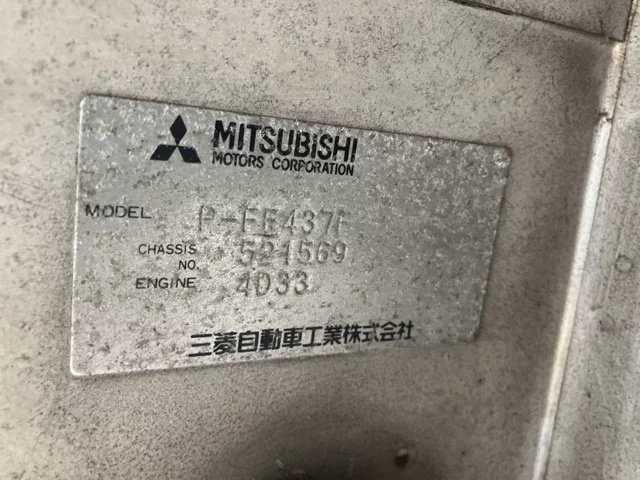 MITSUBISHI
MOTORS CORPORATION
MODEL P-FE437F
CHASSIS NO. 521569
ENGINE 4D33
三菱自動車工業株式会社